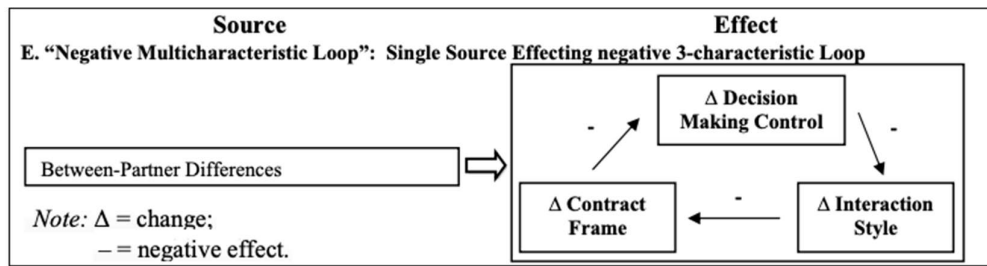 Source Effect
E. “Negative Multicharacteristic Loop”: Single Source Effecting negative 3-characteristic Loop
Δ Decision
Making Control
- -
Between-Partner Differences
-
Δ Contract
Frame
Δ Interaction
Style
Note: Δ = change;
– = negative effect.